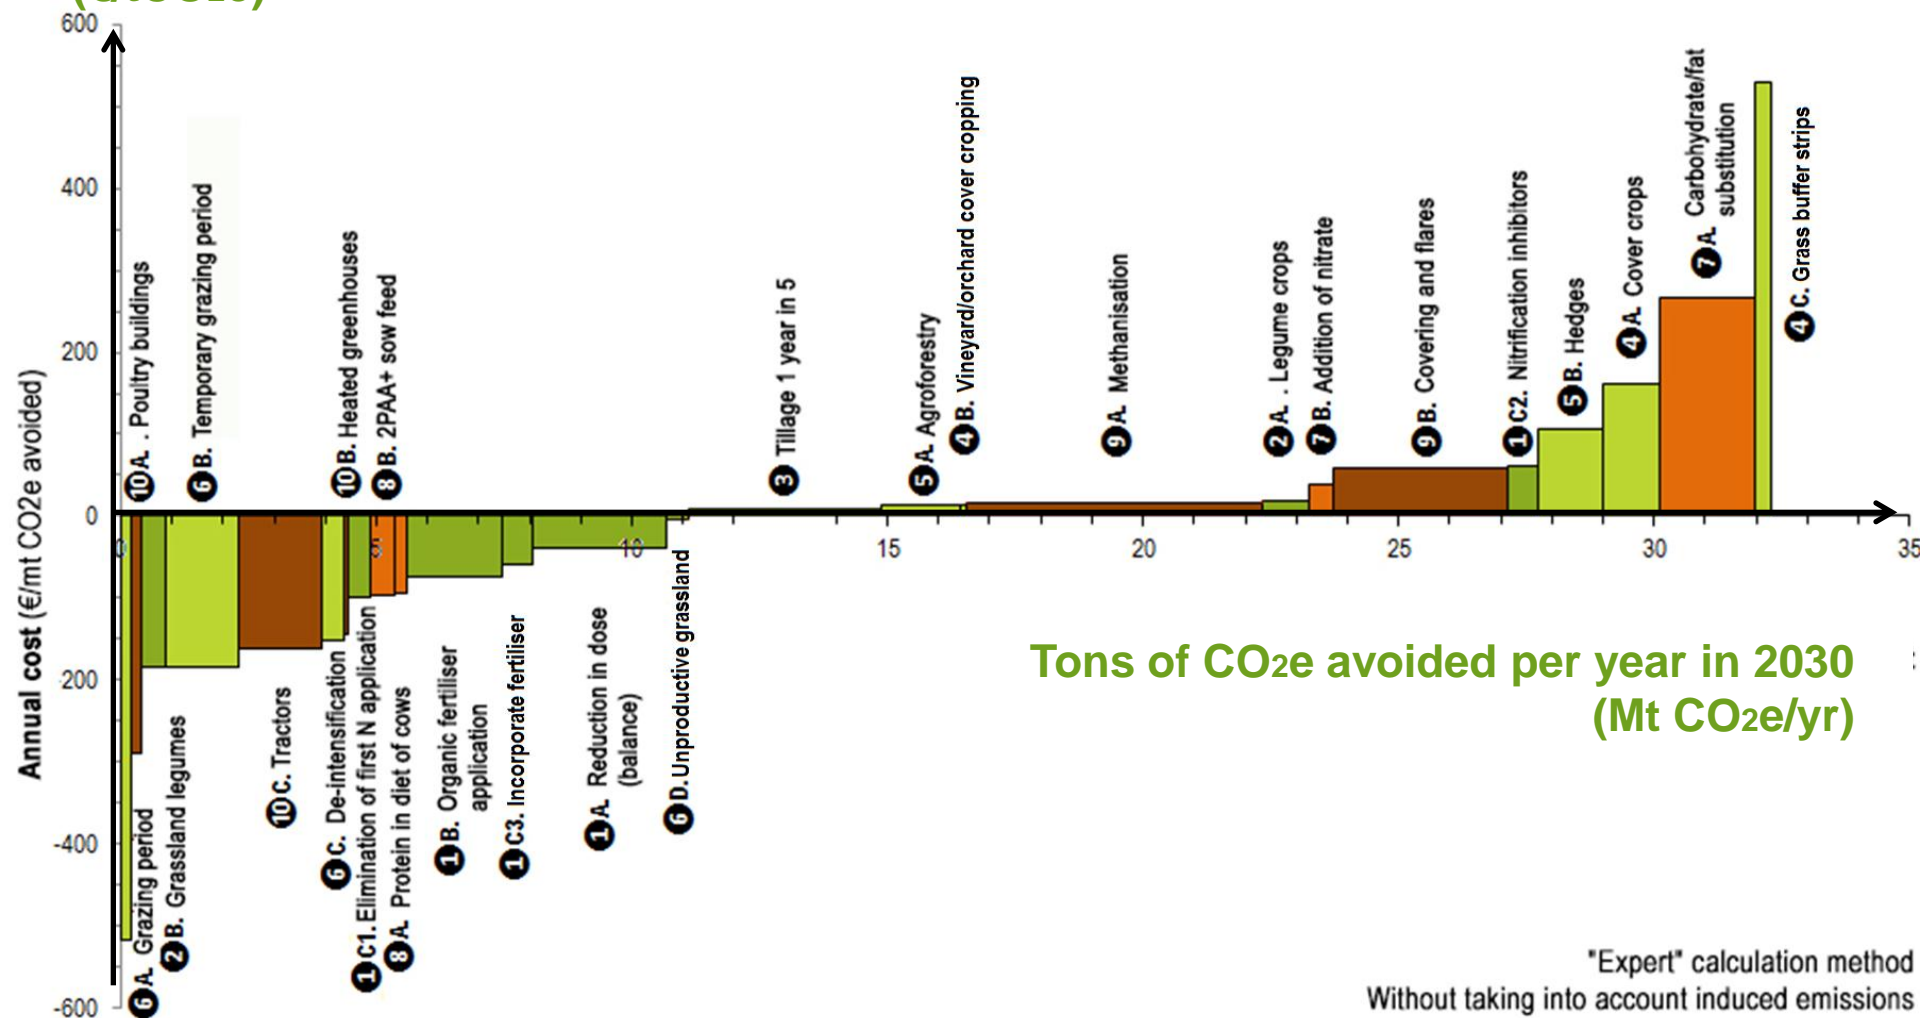 600
400
200
0
-200
-400
-600
Annual cost (€/mt CO2e avoided)
10 A . Poultry buildings
6 B. Temporary grazing period
10 B. Heated greenhouses
8 B. 2PAA+ sow feed
3 Tillage 1 year in 5
5 A. Agroforestry
4 B. Vineyard/orchard cover cropping
9 A. Methanisation
2 A. . Legume crops
7 B. Addition of nitrate
9 B. Covering and flares
1 C2. Nitrification inhibitors
5 B. Hedges
4 A. Cover crops
7 A. Carbohydrate/fat
substitution
4 C. Grass buffer strips
0
5
10
15
20
25
30
35
6 A. Grazing period
2 B. Grassland legumes
10 C. Tractors
6 C. De-intensification
1 C1. Elimination of first N application
8 A. Protein in diet of cows
1 B. Organic fertiliser
application
1 C3. Incorporate fertiliser
1 A. Reduction in dose
(balance)
6 D. Unproductive grassland
Tons of CO2e avoided per year in 2030
(Mt CO2e/yr)
"Expert" calculation method
Without taking into account induced emissions